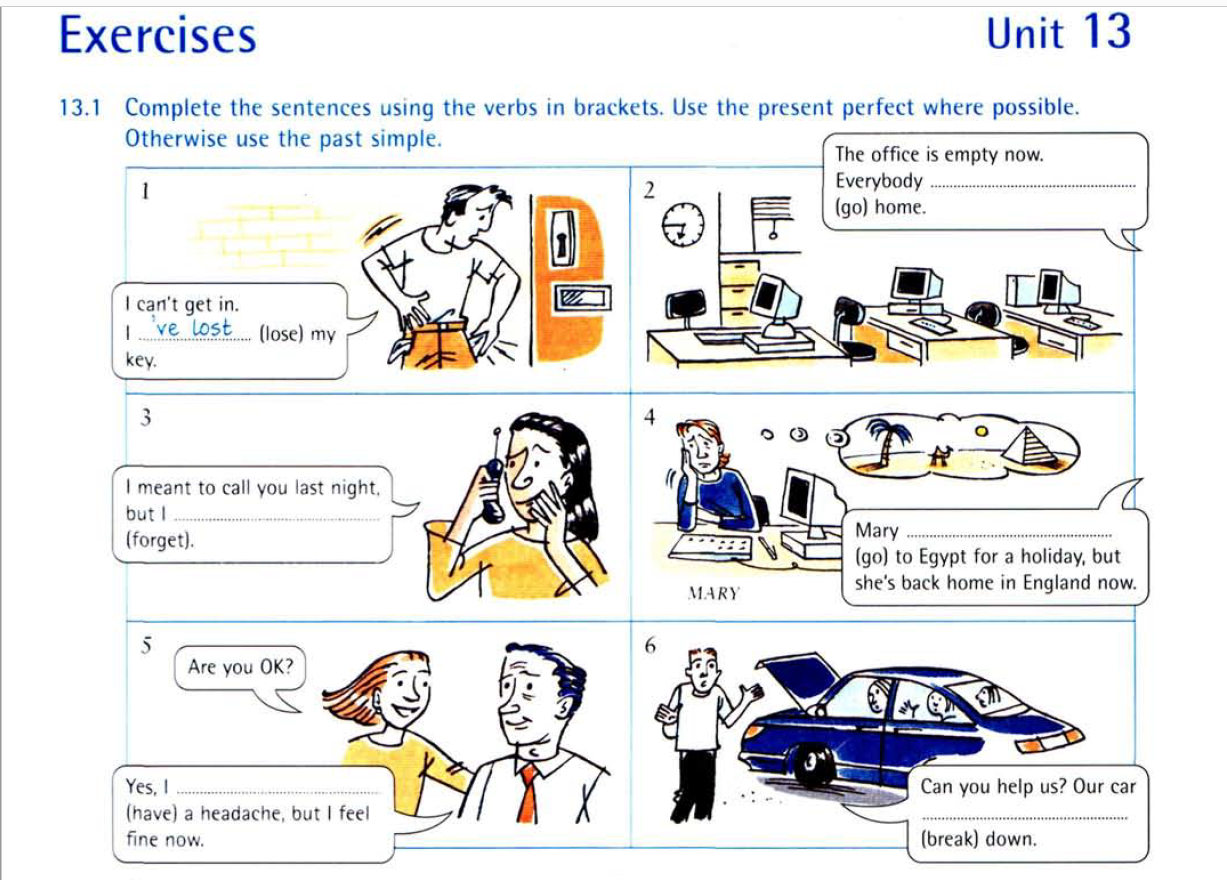 Exercises
Unit 13
13.1 Complete the sentences using the verbs in brackets. Use the present perfect where possible.
Otherwise use the past simple.
1
I can't get in.
I 've lost (lose) my
key.
2
The office is empty now.
Everybody ....................
(go) home.
3
I meant to call you last night,
but I ....................
(forget).
4
MARY
Mary ....................
(go) to Egypt for a holiday, but
she's back home in England now.
5
Are you OK?
Yes, I ....................
(have) a headache, but I feel
fine now.
6
Can you help us? Our car
....................
(break) down.